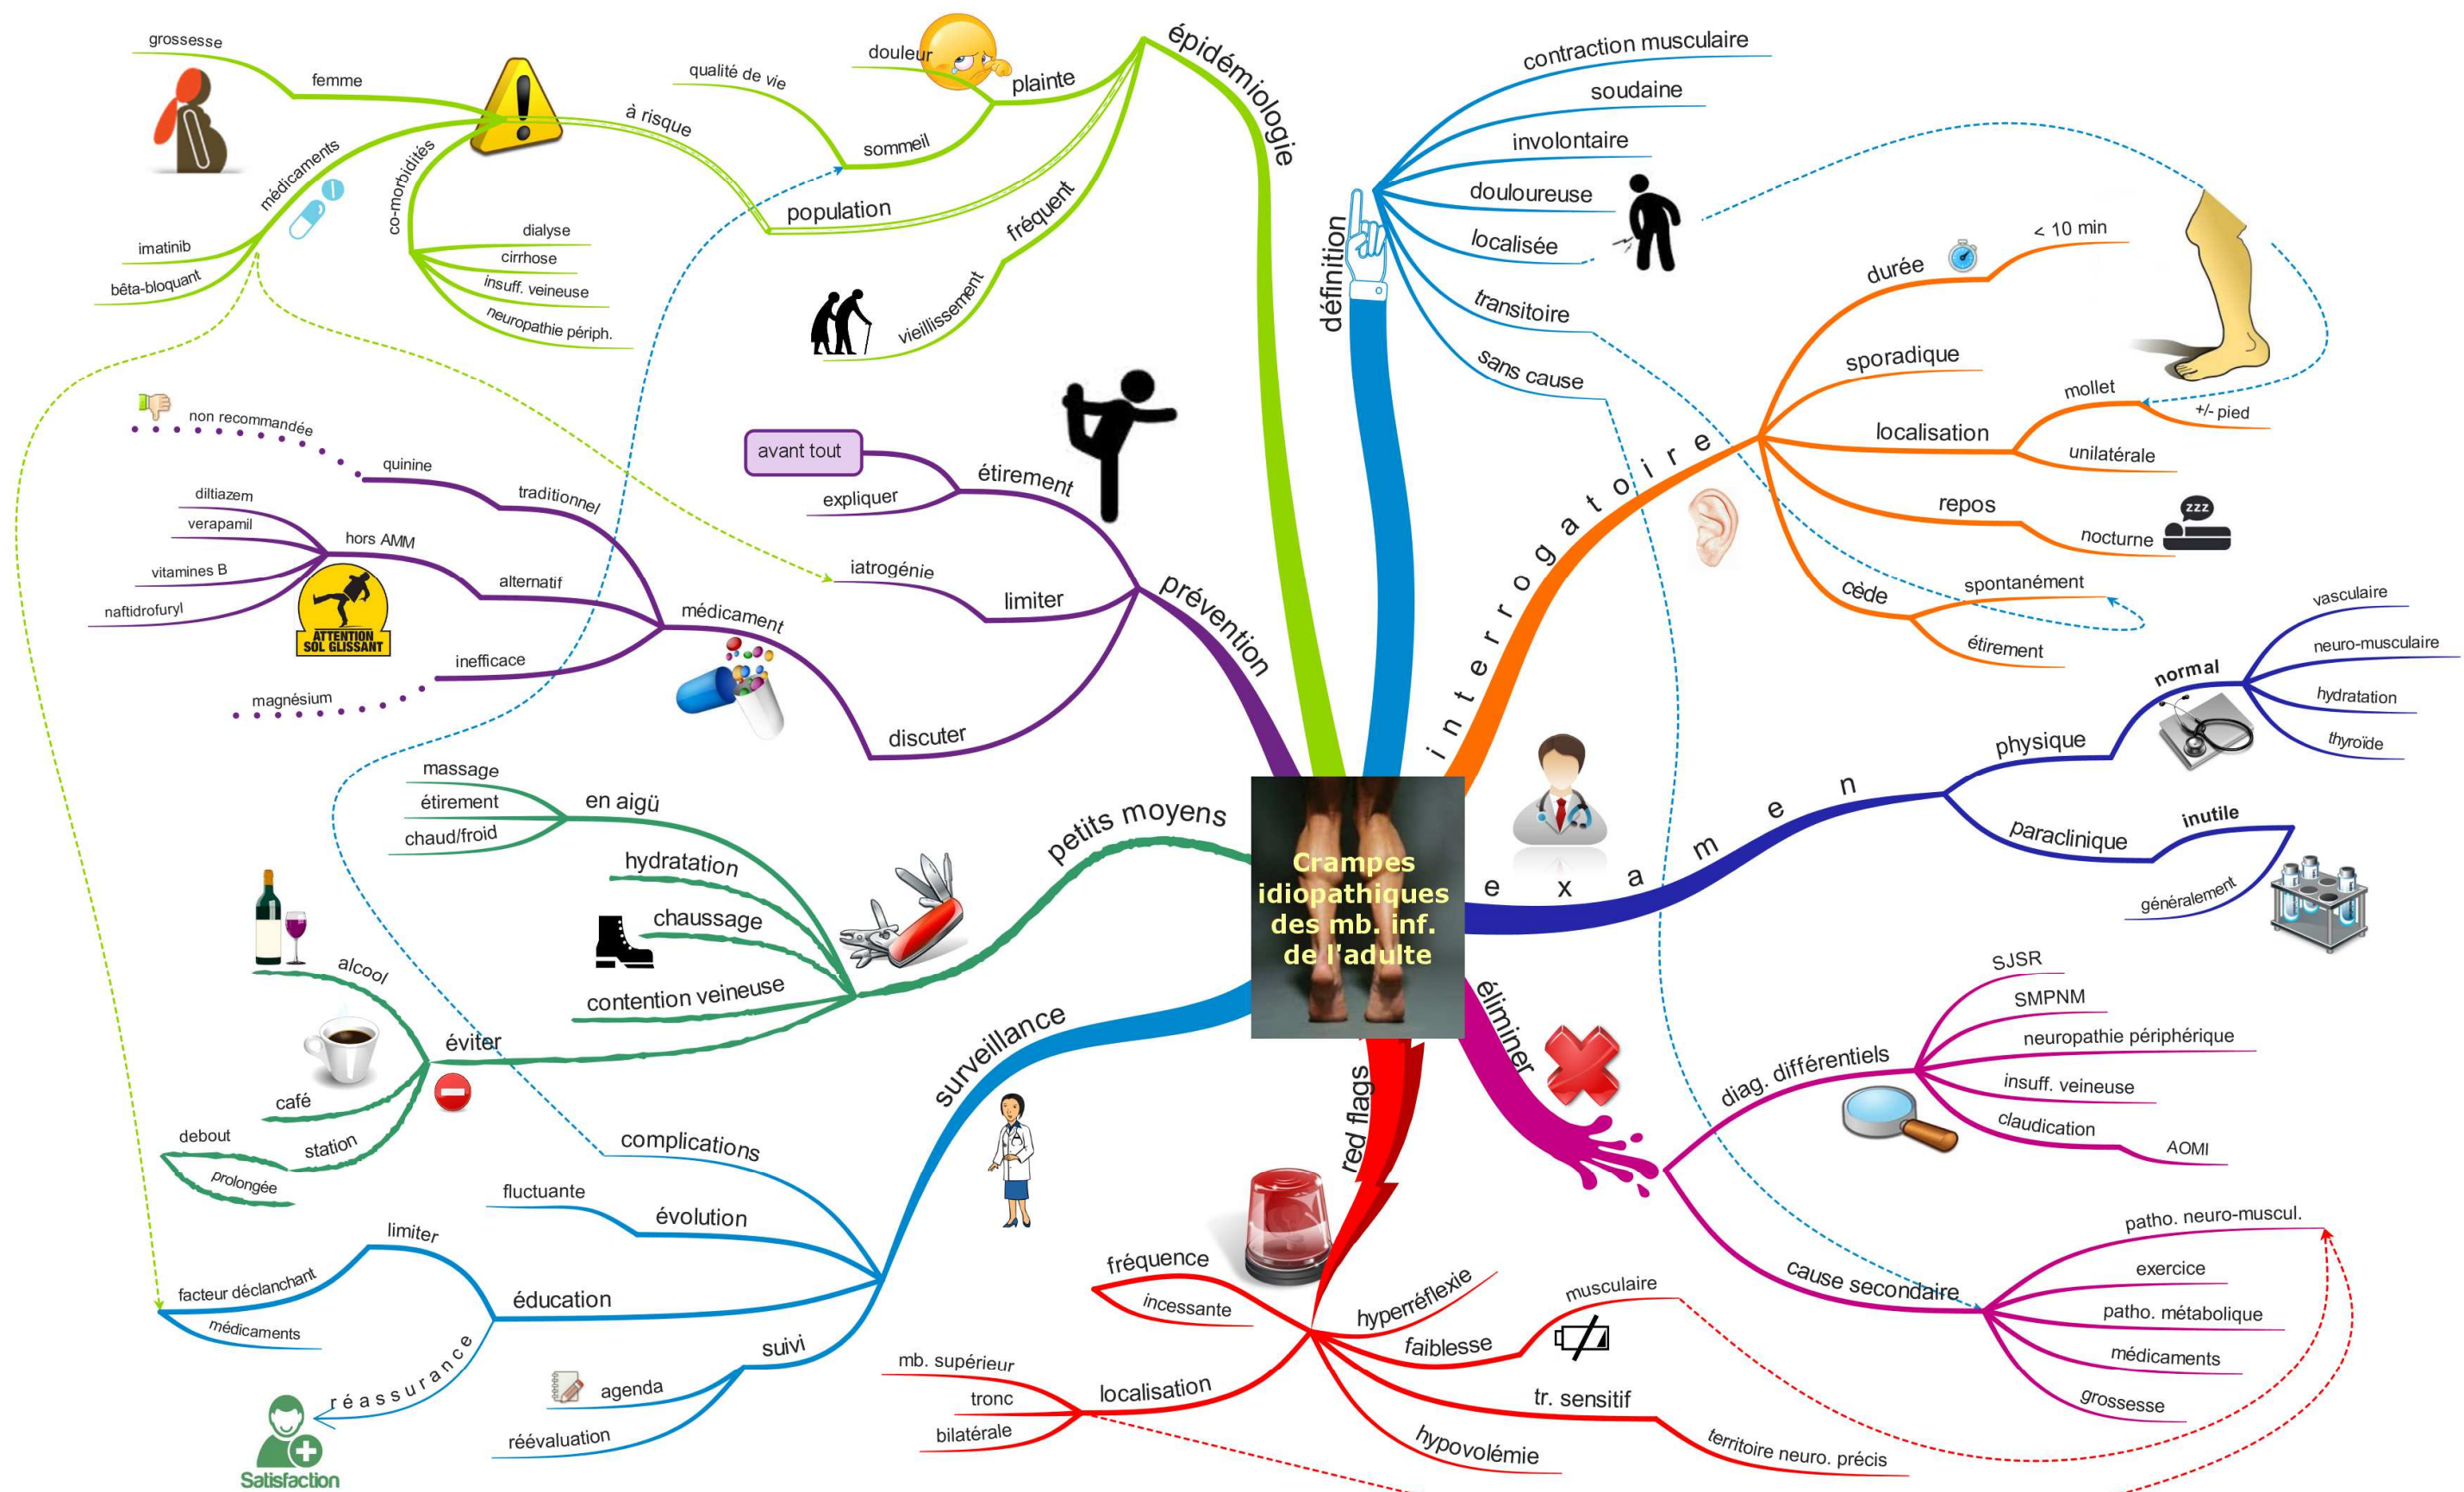 Crampes
idiopathiques
des mb. inf.
de l'adulte
définition
contraction musculaire
soudaine
involontaire
douloureuse
localisée
transitoire
sans cause
interrogatoire
durée
< 10 min
sporadique
localisation
mollet
+/- pied
unilatérale
repos
nocturne
zzz
cède
spontanément
étirement
examen
physique
normal
vasculaire
neuro-musculaire
hydratation
thyroïde
paraclinique
inutile
généralement
éliminer
diag. différentiels
SJSR
SMPNM
neuropathie périphérique
insuff. veineuse
claudication
AOMI
cause secondaire
patho. neuro-muscul.
exercice
patho. métabolique
médicaments
grossesse
red flags
hyperréflexie
faiblesse
musculaire
tr. sensitif
territoire neuro. précis
hypovolémie
fréquence
incessante
localisation
mb. supérieur
tronc
bilatérale
surveillance
complications
évolution
fluctuante
éducation
limiter
facteur déclanchant
médicaments
réassurance
Satisfaction
suivi
agenda
réévaluation
petits moyens
en aigü
massage
étirement
chaud/froid
hydratation
chaussage
contention veineuse
éviter
alcool
café
station
debout
prolongée
prévention
étirement
avant tout
expliquer
limiter
iatrogénie
discuter
médicament
traditionnel
quinine
non recommandée
alternatif
hors AMM
diltiazem
verapamil
vitamines B
naftidrofuryl
ATTENTION
SOL GLISSANT
inefficace
magnésium
épidémiologie
plainte
douleur
sommeil
qualité de vie
population
à risque
femme
grossesse
médicaments
imatinib
bêta-bloquant
co-morbidités
dialyse
cirrhose
insuff. veineuse
neuropathie périph.
fréquent
vieillissement